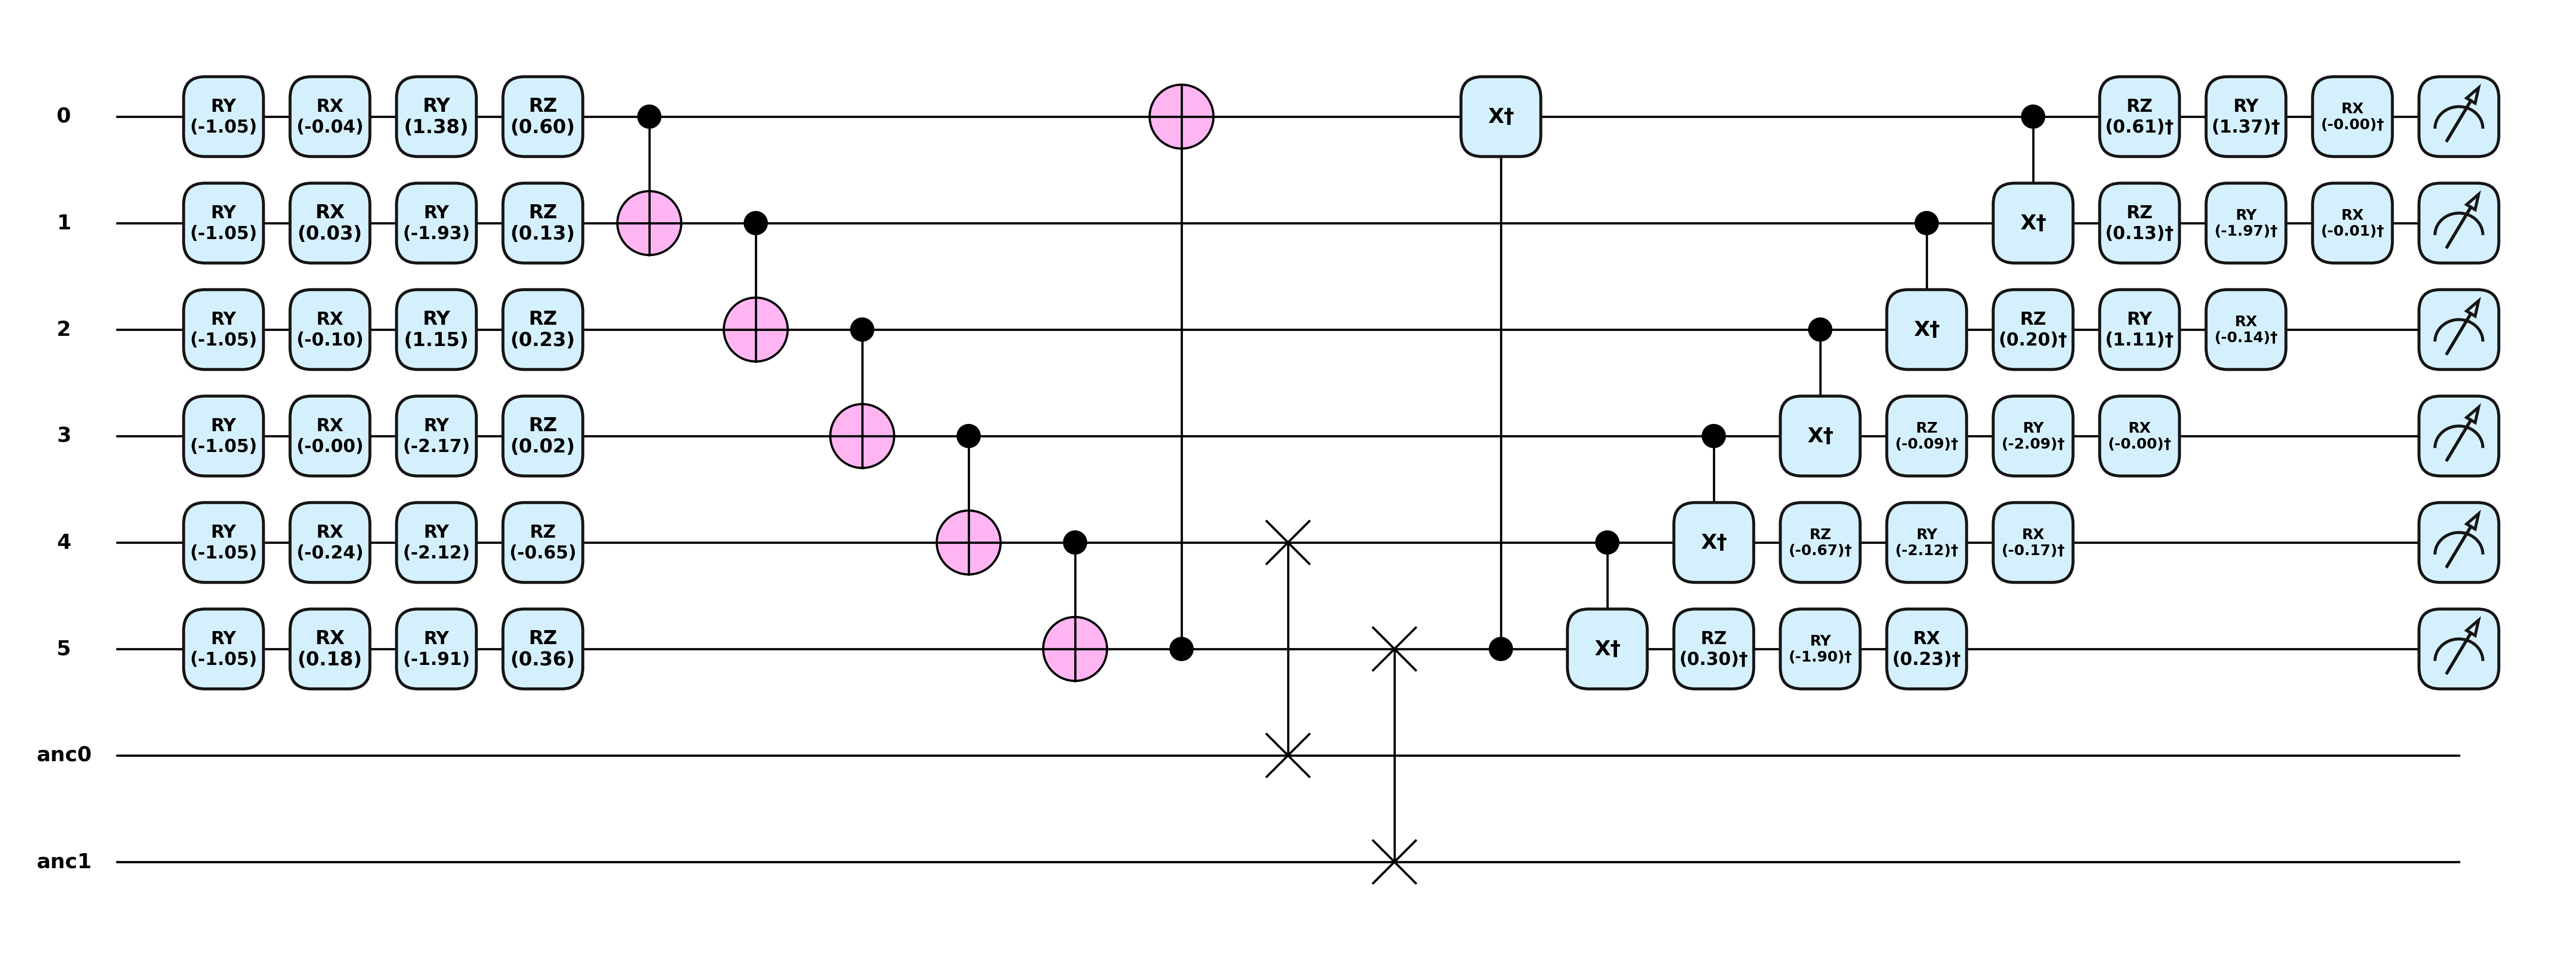 0 RY RX RY RZ RZ RY RX
(-1.05) (-0.04) (1.38) (0.60) X† (0.61)† (1.37)† (-0.00)†
1 RY RX RY RZ X† RZ RY RX
(-1.05) (0.03) (-1.93) (0.13) (0.13)† (-1.97)† (-0.01)†
2 RY RX RY RZ X† RZ RY RX
(-1.05) (-0.10) (1.15) (0.23) (0.20)† (1.11)† (-0.14)†
3 RY RX RY RZ X† RZ RY RX
(-1.05) (-0.00) (-2.17) (0.02) (-0.09)† (-2.09)† (-0.00)†
4 RY RX RY RZ X† RZ RY RX
(-1.05) (-0.24) (-2.12) (-0.65) (-0.67)† (-2.12)† (-0.17)†
5 RY RX RY RZ X† RZ RY RX
(-1.05) (0.18) (-1.91) (0.36) (0.30)† (-1.90)† (0.23)†
anc0
anc1